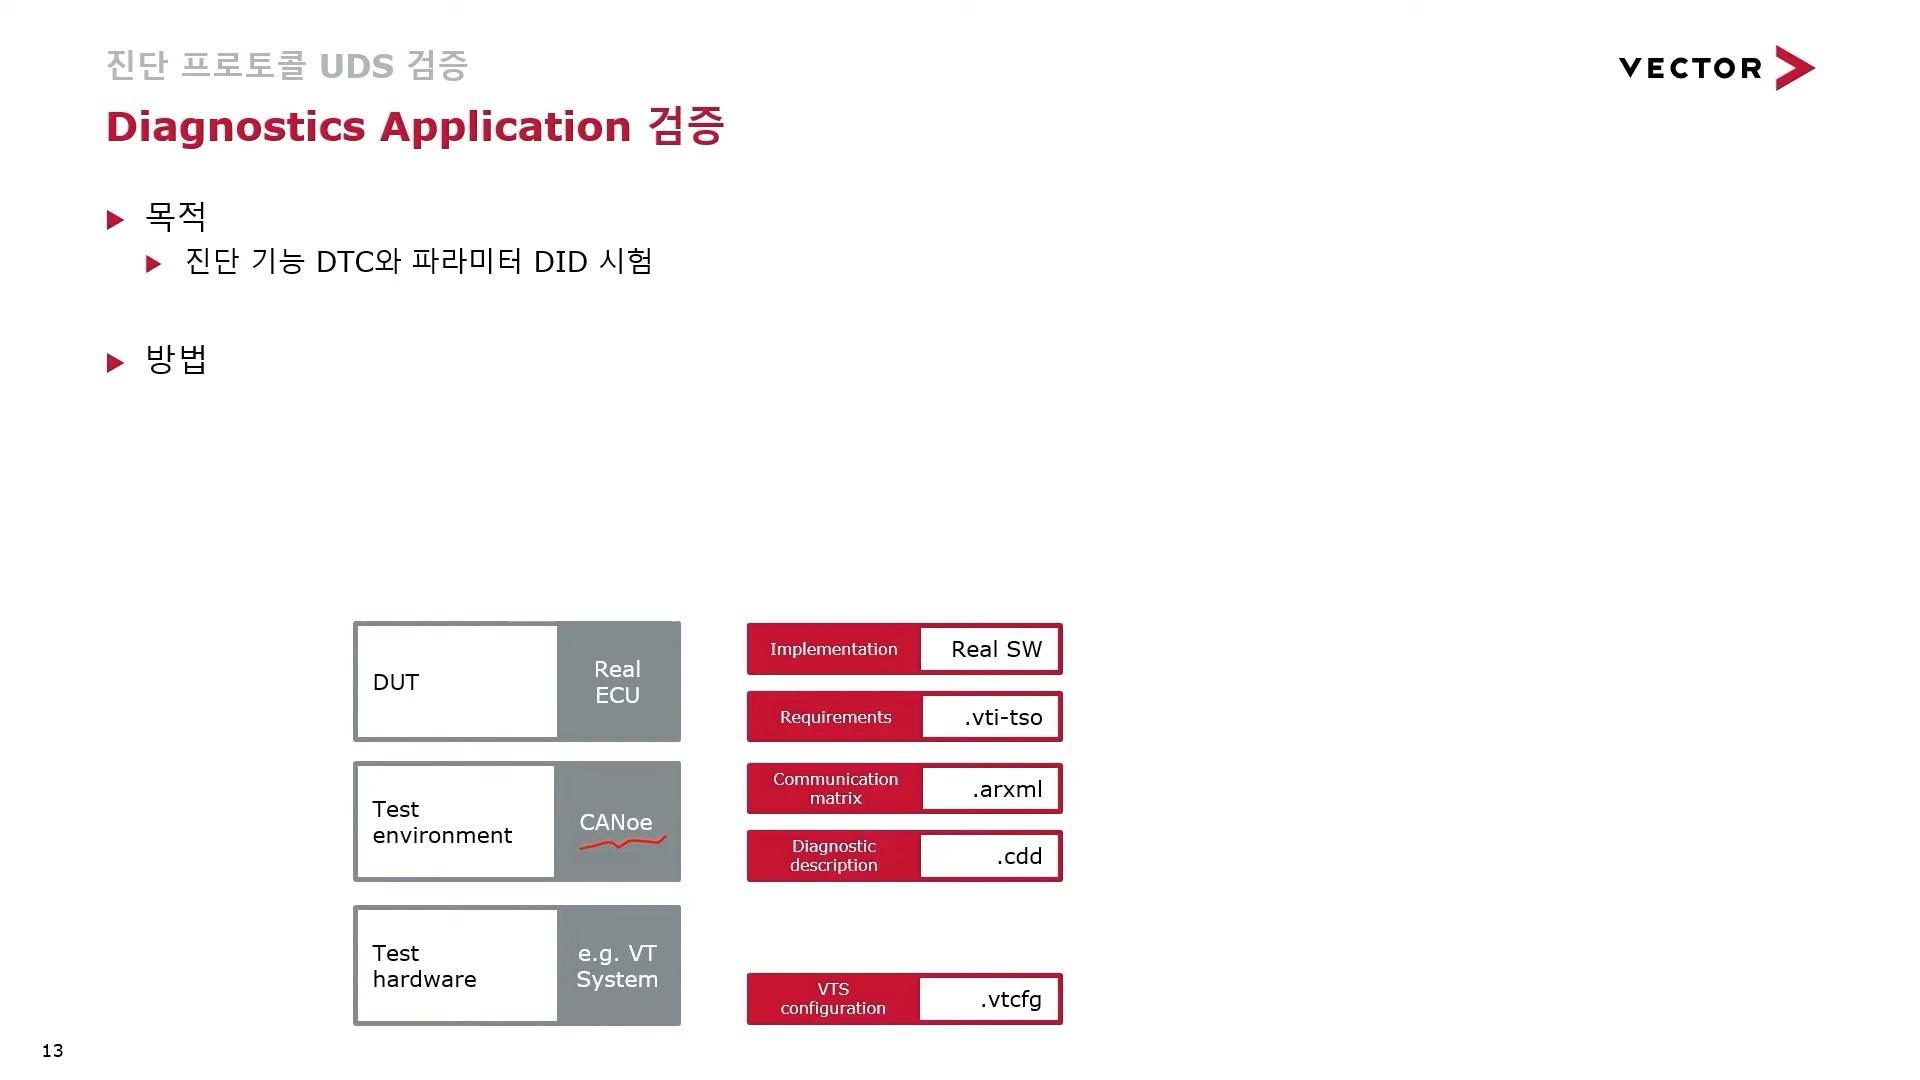 진단 프로토콜 UDS 검증
VECTOR
Diagnostics Application 검증
목적
진단 기능 DTC와 파라미터 DID 시험
방법
DUT
Real
ECU
Implementation
Real SW
Requirements
.vti-tso
Test
environment
CANoe
Communication
matrix
.arxml
Diagnostic
description
.cdd
Test
hardware
e.g. VT
System
VTS
configuration
.vtcfg
13